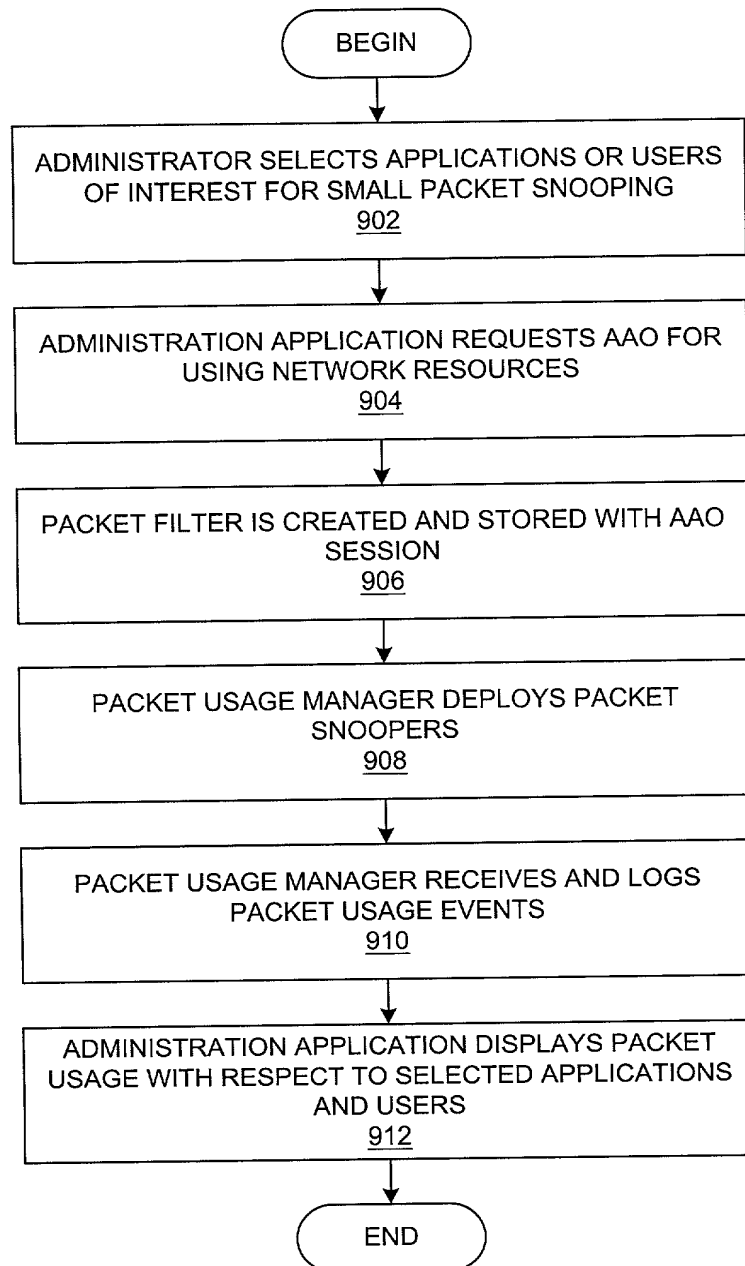 BEGIN
ADMINISTRATOR SELECTS APPLICATIONS OR USERS
OF INTEREST FOR SMALL PACKET SNOOPING
902
ADMINISTRATION APPLICATION REQUESTS AAO FOR
USING NETWORK RESOURCES
904
PACKET FILTER IS CREATED AND STORED WITH AAO
SESSION
906
PACKET USAGE MANAGER DEPLOYS PACKET
SNOOPERS
908
PACKET USAGE MANAGER RECEIVES AND LOGS
PACKET USAGE EVENTS
910
ADMINISTRATION APPLICATION DISPLAYS PACKET
USAGE WITH RESPECT TO SELECTED APPLICATIONS
AND USERS
912
END